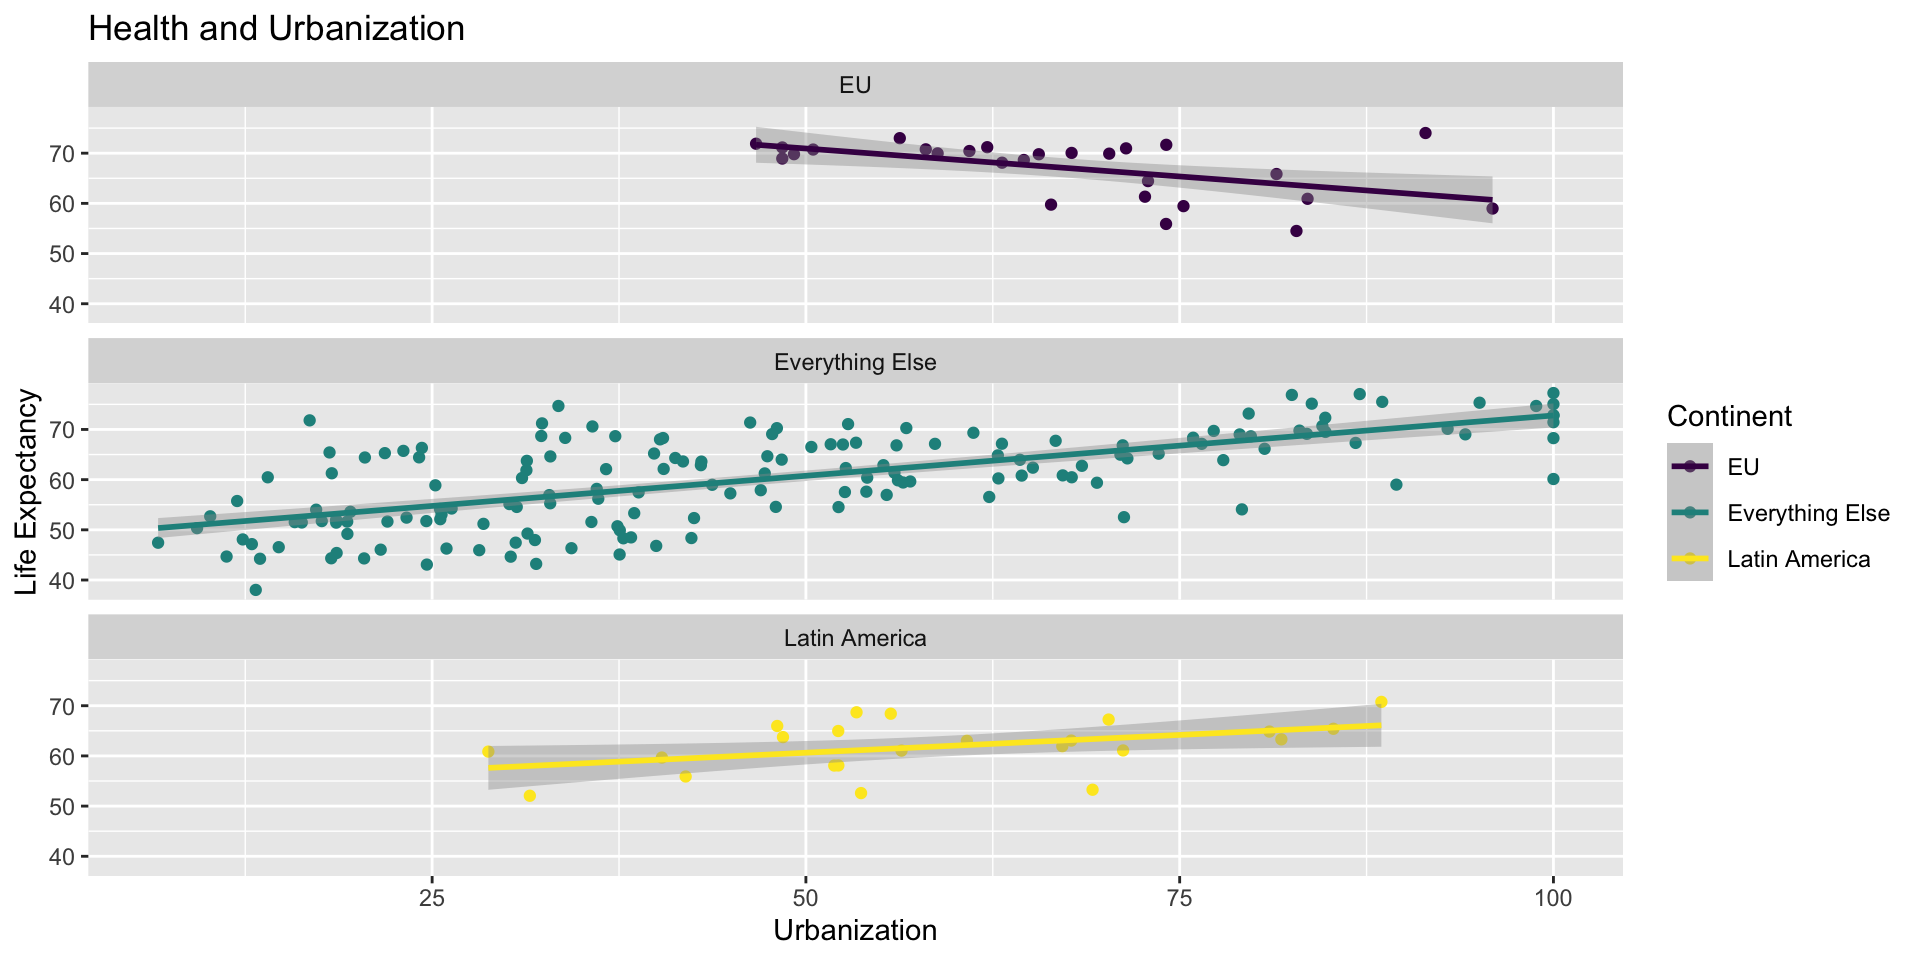 Health and Urbanization
EU
70
60
50
40
Everything Else
70
60
50
40
Latin America
70
60
50
40
25 50 75 100
Urbanization
Life Expectancy
Continent
EU
Everything Else
Latin America